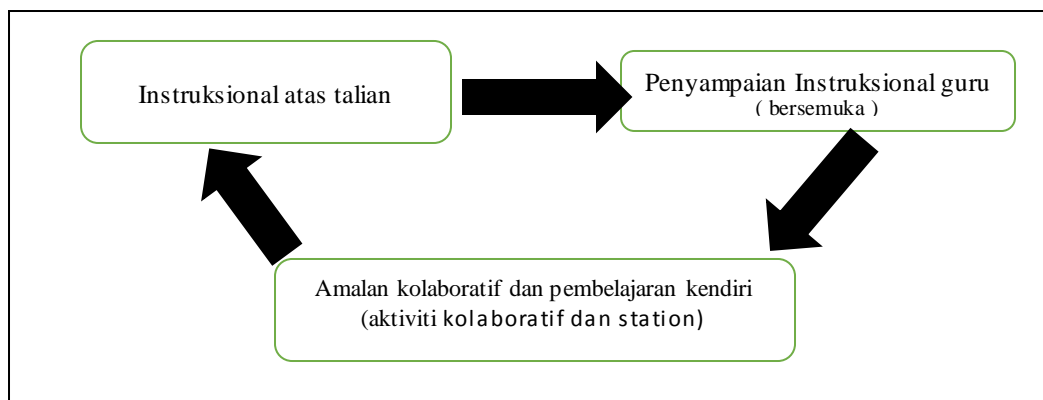 Instruksional atas talian
Penyampaian Instruksional guru
( bersemuka )
Amalan kolaboratif dan pembelajaran kendiri
(aktiviti kolaboratif dan station)